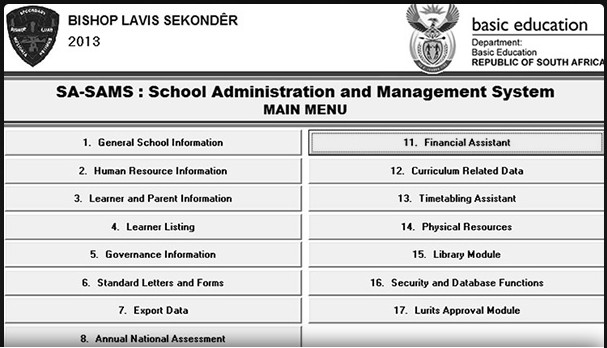 BISHOP LAVIS SEKONDÊR
2013
basic education
Department:
Basic Education
REPUBLIC OF SOUTH AFRICA
SA-SAMS : School Administration and Management System
MAIN MENU
1. General School Information
2. Human Resource Information
3. Learner and Parent Information
4. Learner Listing
5. Governance Information
6. Standard Letters and Forms
7. Export Data
8. Annual National Assessment
11. Financial Assistant
12. Curriculum Related Data
13. Timetabling Assistant
14. Physical Resources
15. Library Module
16. Security and Database Functions
17. Lurits Approval Module